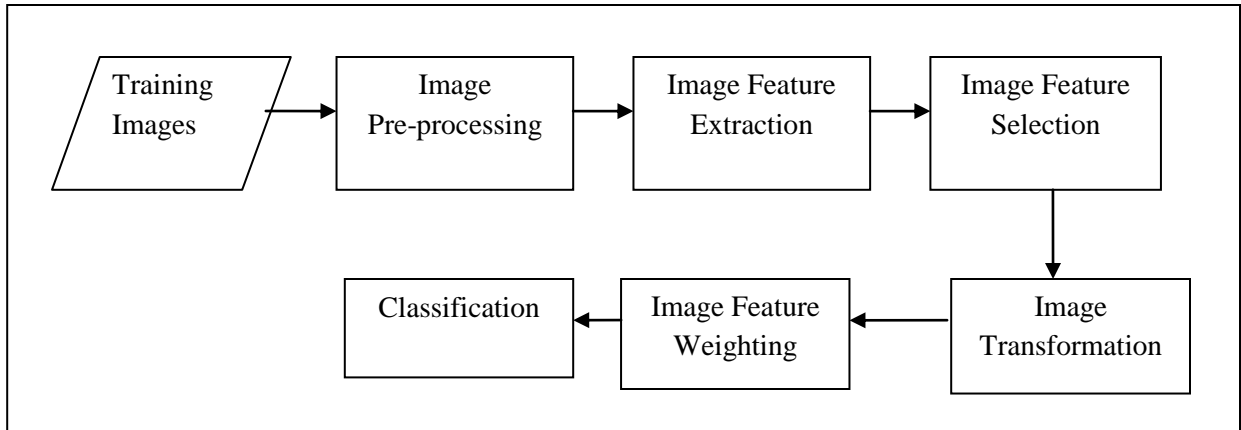 Training
Images
Image
Pre-processing
Image Feature
Extraction
Image Feature
Selection
Image
Transformation
Image Feature
Weighting
Classification